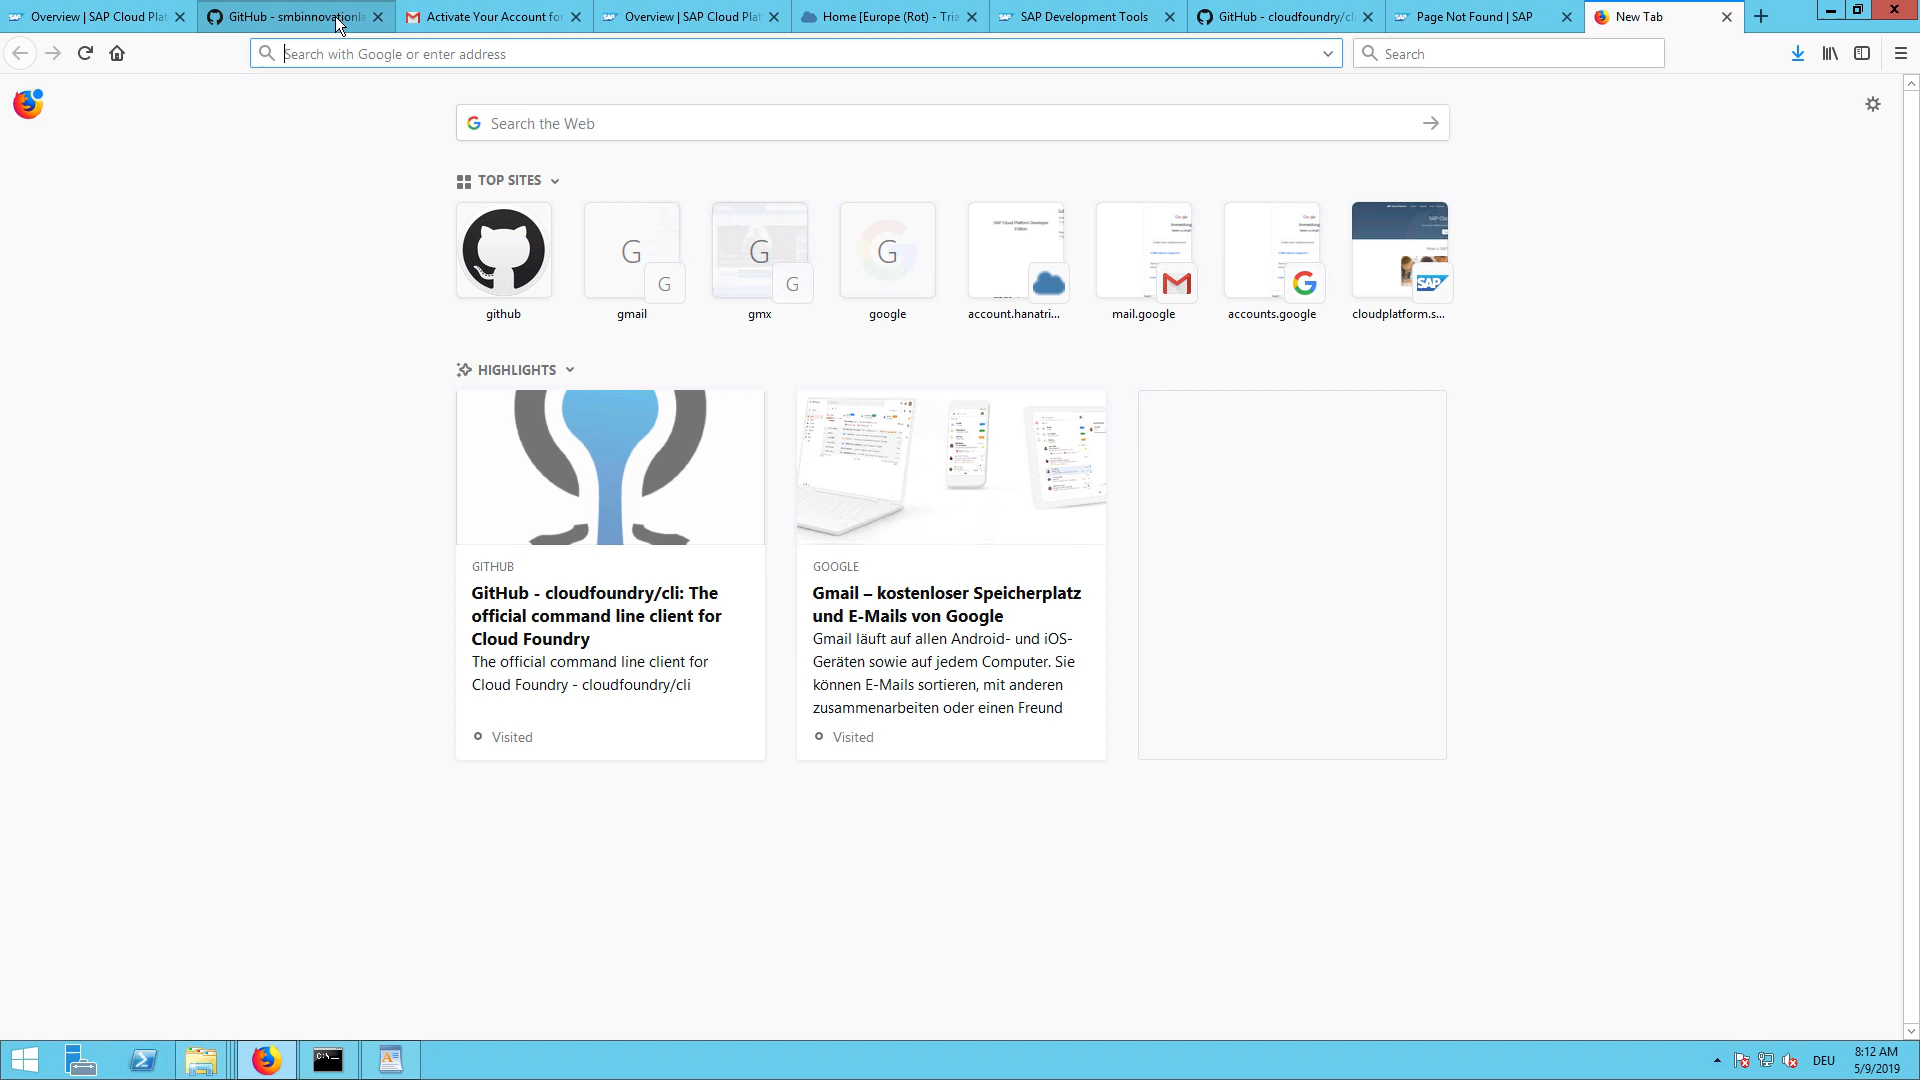 Overview | SAP Cloud Plat
GitHub - smbinnovationla
Activate Your Account for
Overview | SAP Cloud Plat
Home [Europe (Rot) - Tria
SAP Development Tools
GitHub - cloudfoundry/cli
Page Not Found | SAP
New Tab
Search with Google or enter address
Search
Search the Web
TOP SITES
G
G
G
G
G
SAP
github
gmail
gmx
google
account.hanatri...
mail.google
accounts.google
cloudplatform.s...
HIGHLIGHTS
GITHUB
GitHub - cloudfoundry/cli: The
official command line client for
Cloud Foundry
The official command line client for
Cloud Foundry - cloudfoundry/cli
Visited
GOOGLE
Gmail – kostenloser Speicherplatz
und E-Mails von Google
Gmail läuft auf allen Android- und iOS-
Geräten sowie auf jedem Computer. Sie
können E-Mails sortieren, mit anderen
zusammenarbeiten oder einen Freund
Visited
DEU
8:12 AM
5/9/2019